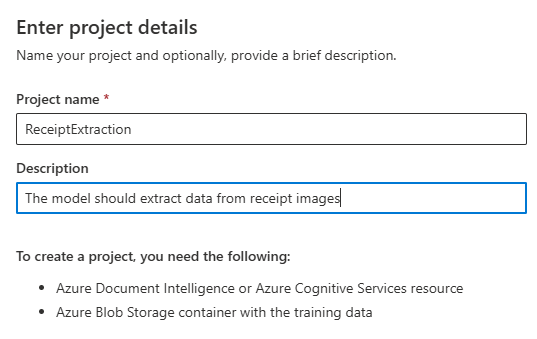 Enter project details
Name your project and optionally, provide a brief description.
Project name *
ReceiptExtraction
Description
The model should extract data from receipt images
To create a project, you need the following:
• Azure Document Intelligence or Azure Cognitive Services resource
• Azure Blob Storage container with the training data